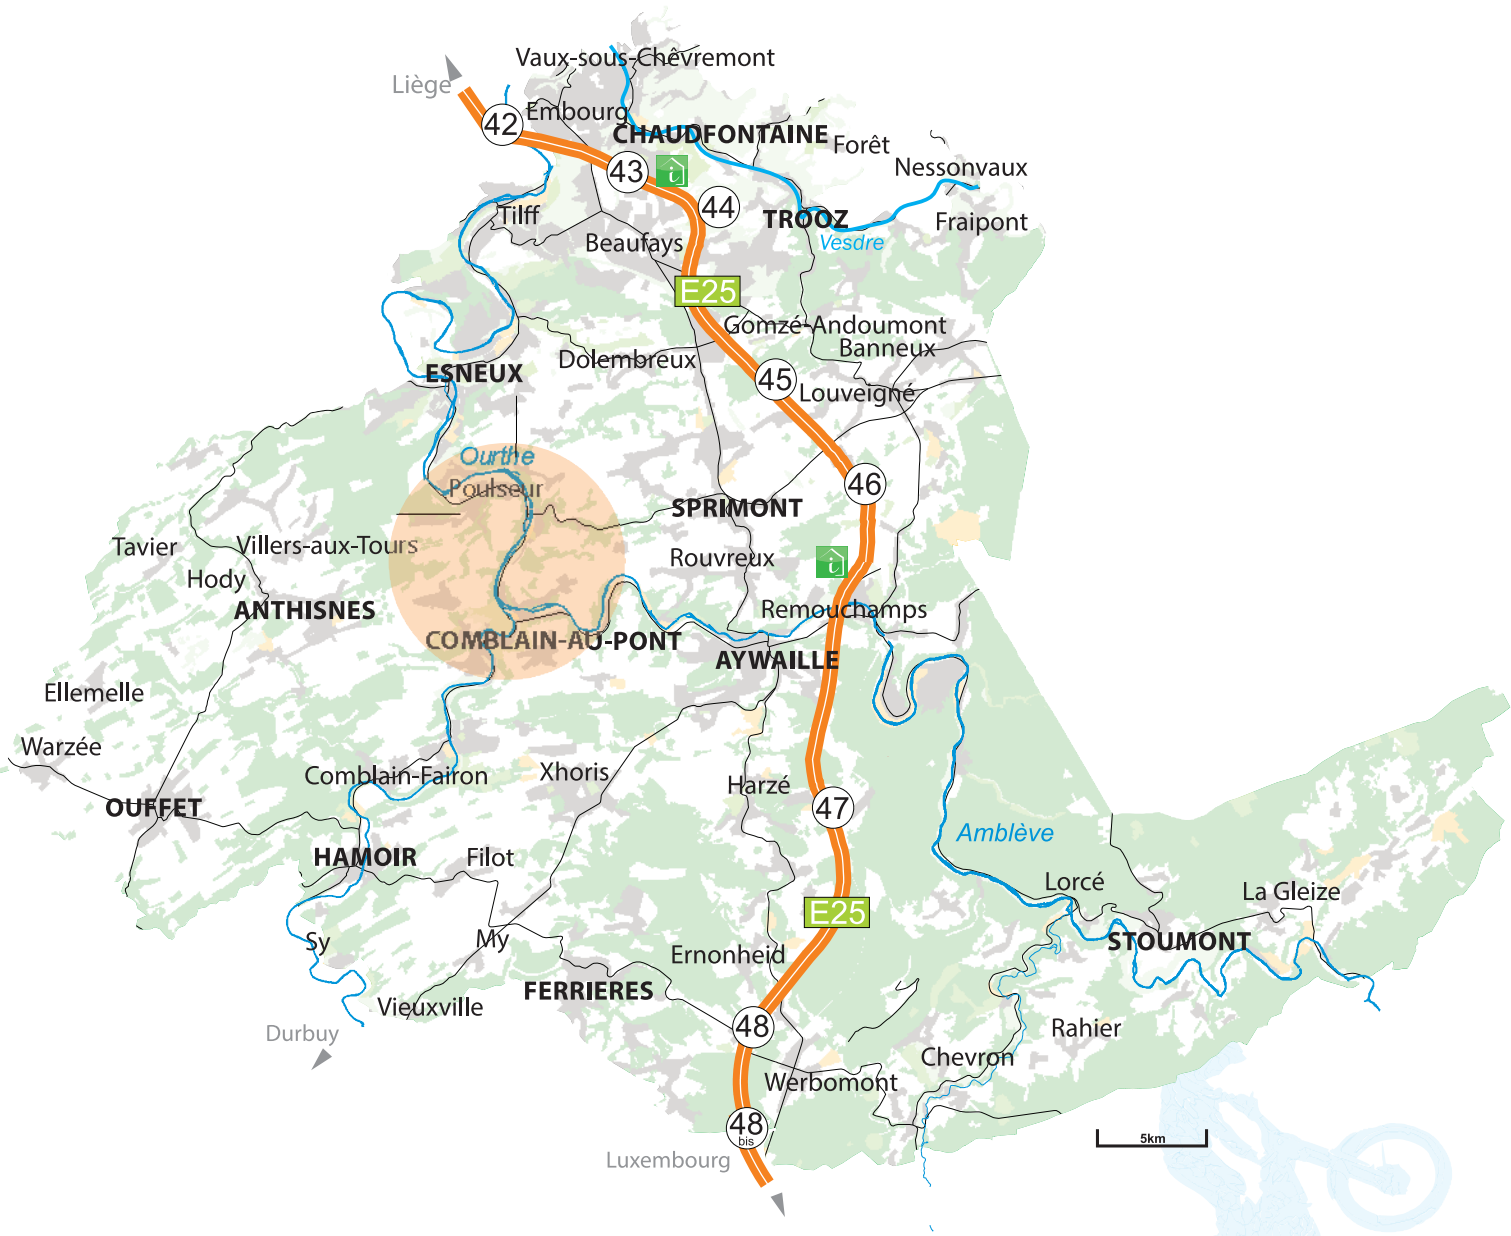 Vaux-sous-Chêvremont
Liège
Embourg
42
CHAUDFONTAINE
Forêt
43
i
Nessonvaux
44
Tilff
TROOZ
Fraipont
Beaufays
Vesdre
E25
Gomzé-Andoumont
Banneux
Dolembreux
ESNEUX
45
Louveigné
Ourthe
Poulseur
46
SPRIMONT
Tavier
Villers-aux-Tours
Rouvreux
i
Hody
ANTHISNES
Remouchamps
COMBLAIN-AU-PONT
AYWAILLE
Ellemelle
Warzée
Comblain-Fairon
Xhoris
Harzé
OUFFET
47
Amblève
HAMOIR
Filot
Lorcé
La Gleize
E25
Sy
My
STOUMONT
Ernonheid
FERRIERES
Vieuxville
Durbuy
48
Rahier
Chevron
Werbomont
48
bis
5km
Luxembourg